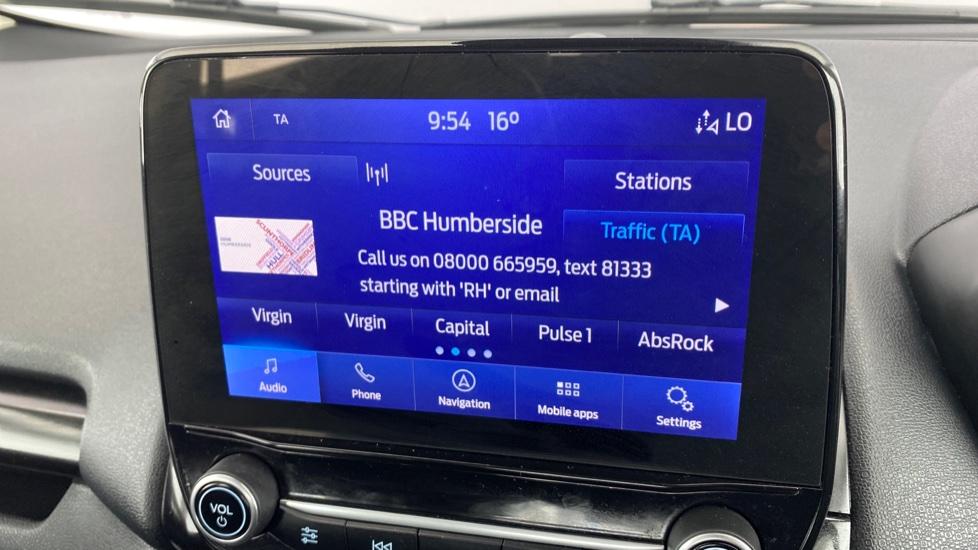 TA 9:54 16° LO
Sources
Stations
BBC Humberside
Traffic (TA)
Call us on 08000 665959, text 81333
starting with 'RH' or email
Virgin Virgin Capital Pulse 1 AbsRock
Audio Phone Navigation Mobile apps Settings
VOL